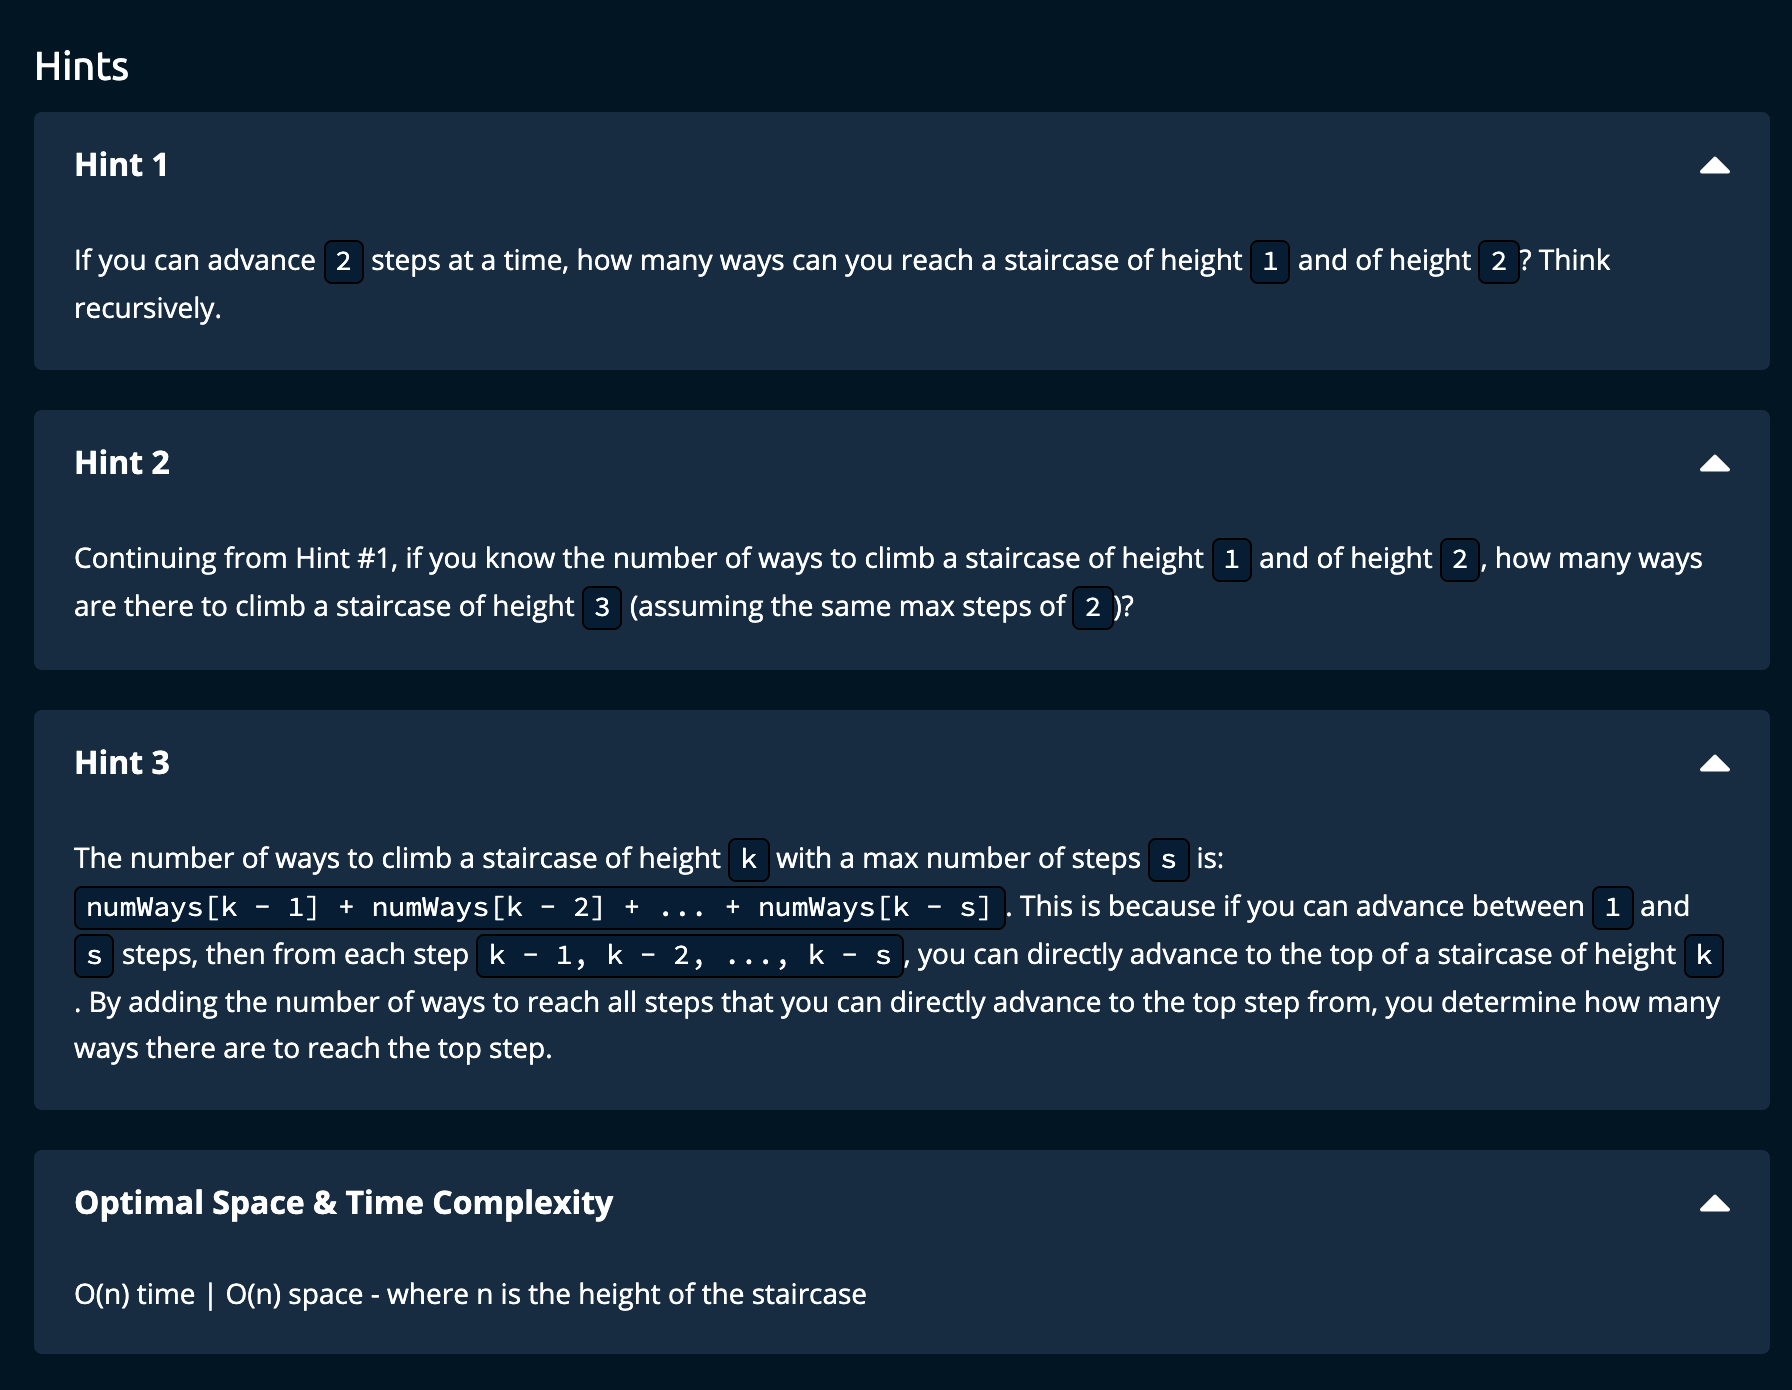 Hints
Hint 1
If you can advance 2 steps at a time, how many ways can you reach a staircase of height 1 and of height 2? Think
recursively.
Hint 2
Continuing from Hint #1, if you know the number of ways to climb a staircase of height 1 and of height 2, how many ways
are there to climb a staircase of height 3 (assuming the same max steps of 2)?
Hint 3
The number of ways to climb a staircase of height k with a max number of steps s is:
numWays[k - 1] + numWays[k - 2] + ... + numWays[k - s]. This is because if you can advance between 1 and
s steps, then from each step k - 1, k - 2, ..., k - s, you can directly advance to the top of a staircase of height k
. By adding the number of ways to reach all steps that you can directly advance to the top step from, you determine how many
ways there are to reach the top step.
Optimal Space & Time Complexity
O(n) time | O(n) space - where n is the height of the staircase